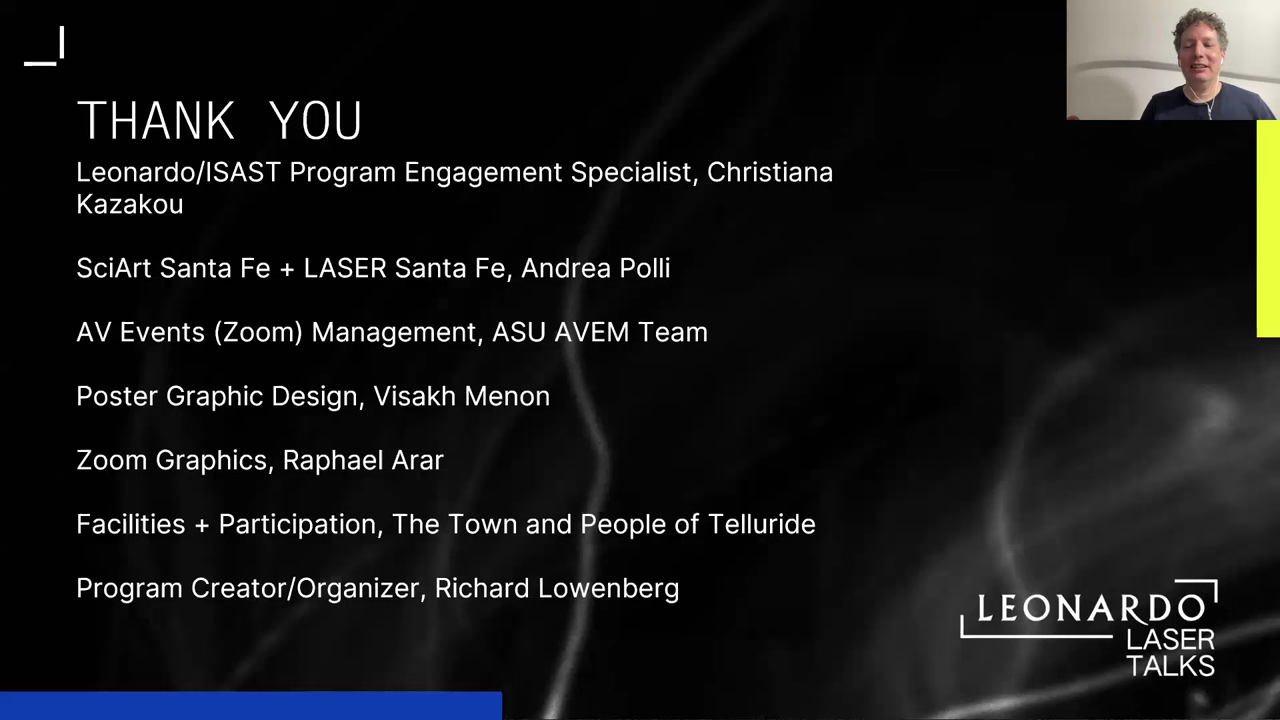 THANK YOU
Leonardo/ISAST Program Engagement Specialist, Christiana
Kazakou
SciArt Santa Fe + LASER Santa Fe, Andrea Polli
AV Events (Zoom) Management, ASU AVEM Team
Poster Graphic Design, Visakh Menon
Zoom Graphics, Raphael Arar
Facilities + Participation, The Town and People of Telluride
Program Creator/Organizer, Richard Lowenberg
LEONARDO
LASER
TALKS